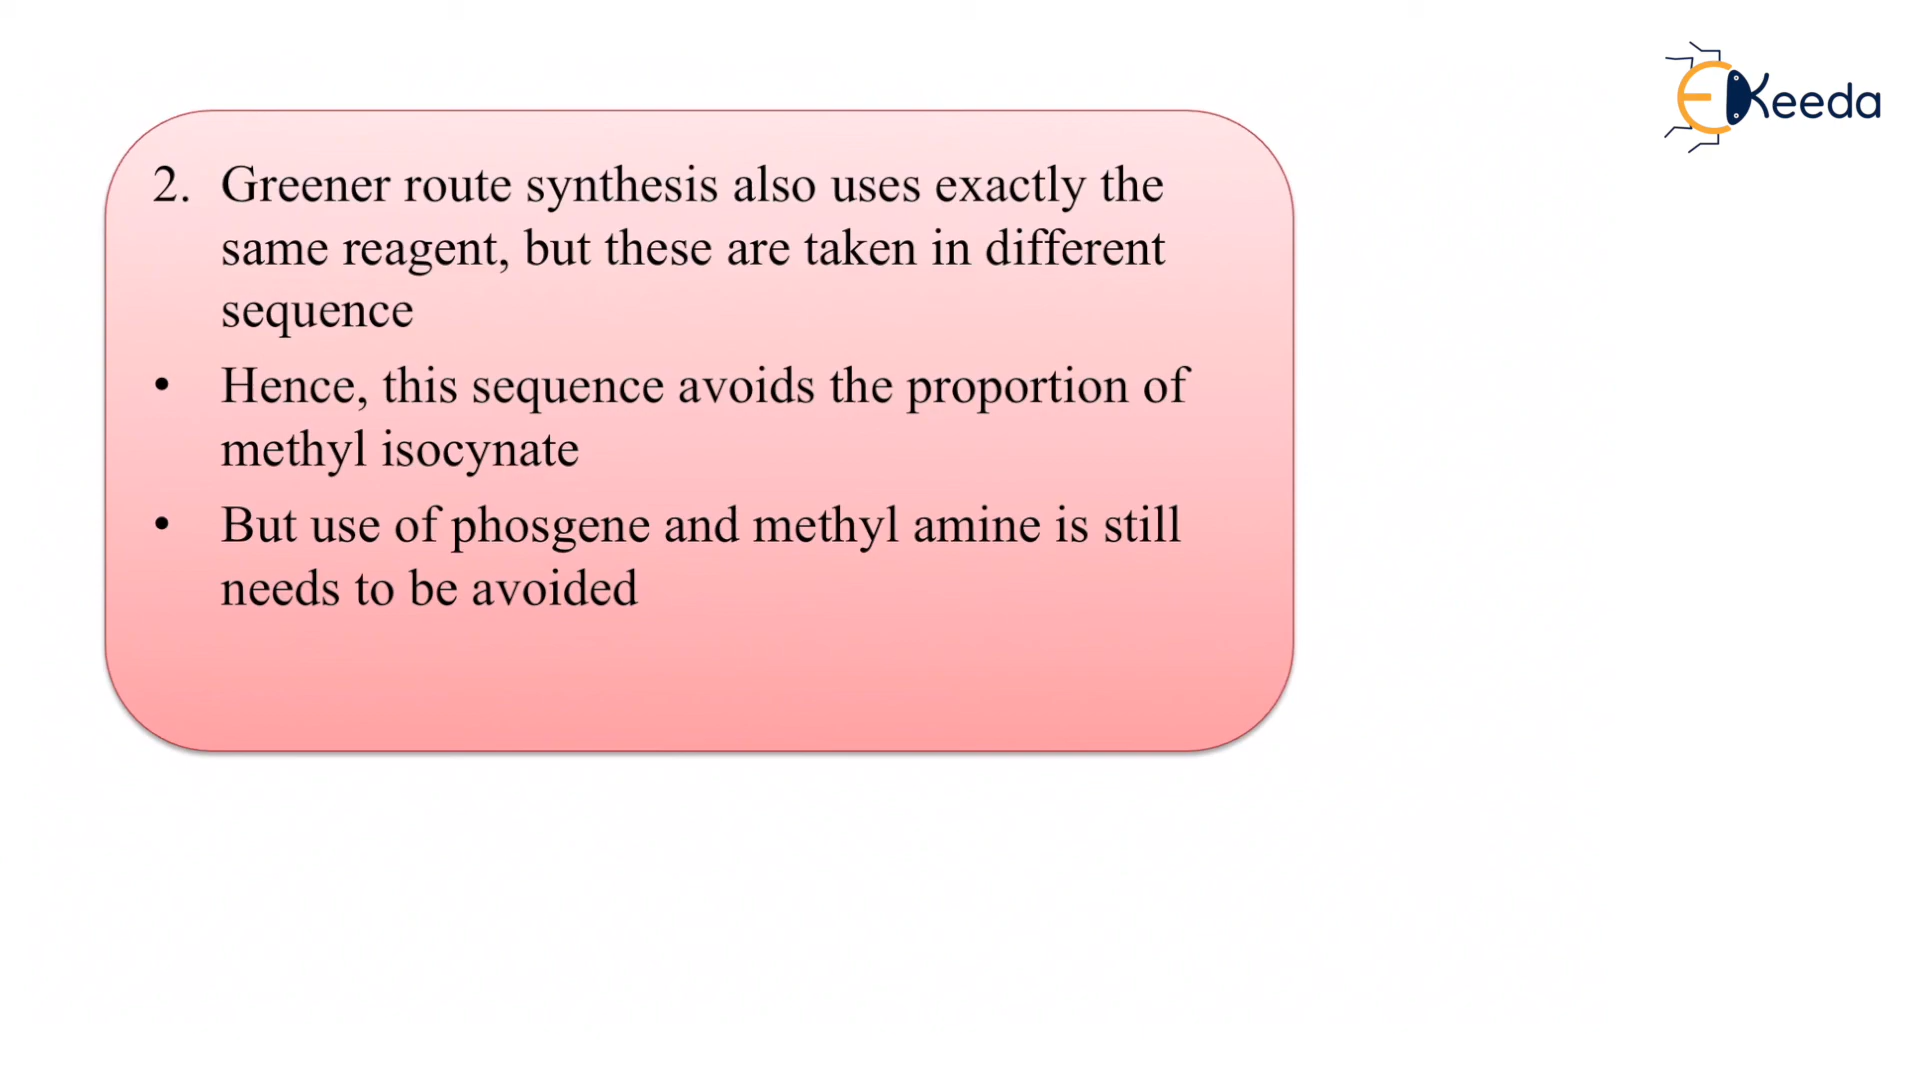 EKeeda
2. Greener route synthesis also uses exactly the
same reagent, but these are taken in different
sequence
• Hence, this sequence avoids the proportion of
methyl isocynate
• But use of phosgene and methyl amine is still
needs to be avoided